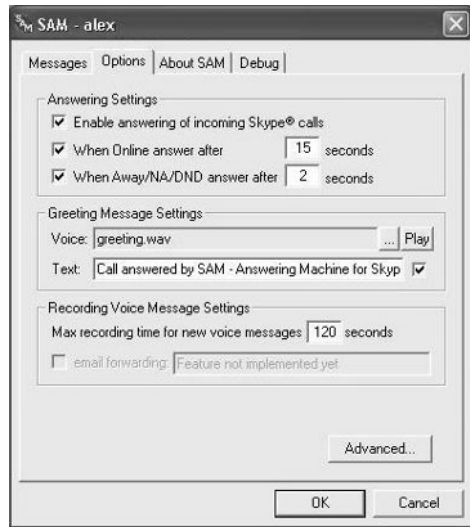 SAM - alex
Messages Options About SAM Debug
Answering Settings
Enable answering of incoming Skype® calls
When Online answer after 15 seconds
When Away/NA/DND answer after 2 seconds
Greeting Message Settings
Voice: greeting.wav ... Play
Text: Call answered by SAM - Answering Machine for Skyp
Recording Voice Message Settings
Max recording time for new voice messages 120 seconds
email forwarding: Feature not implemented yet
Advanced...
OK Cancel